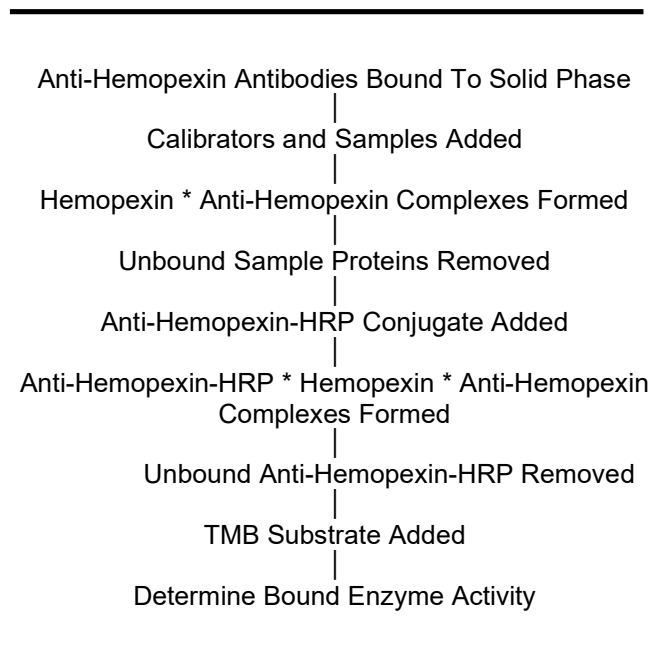 Anti-Hemopexin Antibodies Bound To Solid Phase
Calibrators and Samples Added
Hemopexin * Anti-Hemopexin Complexes Formed
Unbound Sample Proteins Removed
Anti-Hemopexin-HRP Conjugate Added
Anti-Hemopexin-HRP * Hemopexin * Anti-Hemopexin
Complexes Formed
Unbound Anti-Hemopexin-HRP Removed
TMB Substrate Added
Determine Bound Enzyme Activity